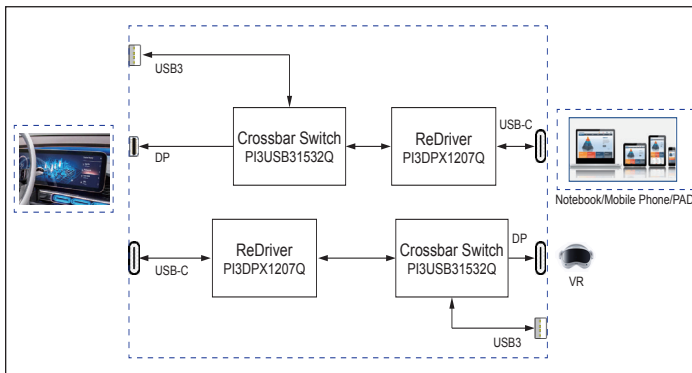 USB3
Crossbar Switch
PI3USB31532Q
ReDriver
PI3DPX1207Q
USB-C
DP
Notebook/Mobile Phone/PAD
ReDriver
PI3DPX1207Q
Crossbar Switch
PI3USB31532Q
DP
USB-C
VR
USB3